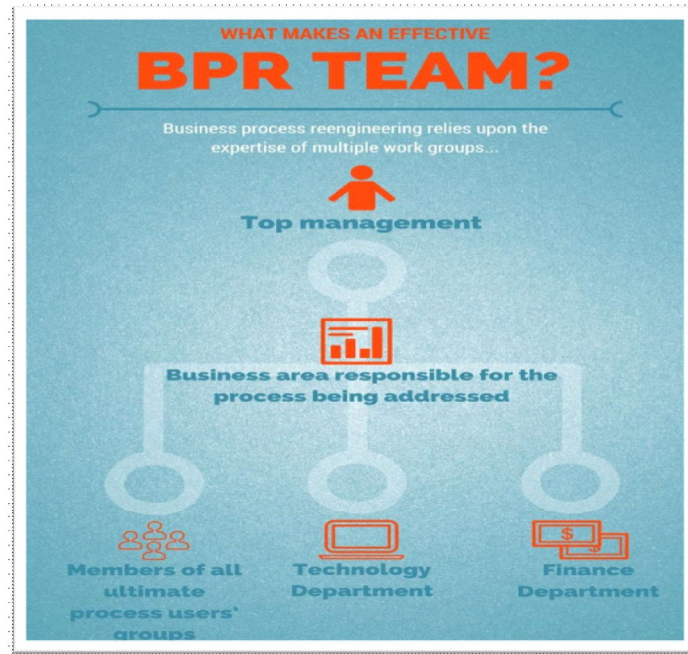 WHAT MAKES AN EFFECTIVE
BPR TEAM?
Business process reengineering relies upon the
expertise of multiple work groups...
Top management
Business area responsible for the
process being addressed
Members of all
ultimate
process users'
groups
Technology
Department
Finance
Department